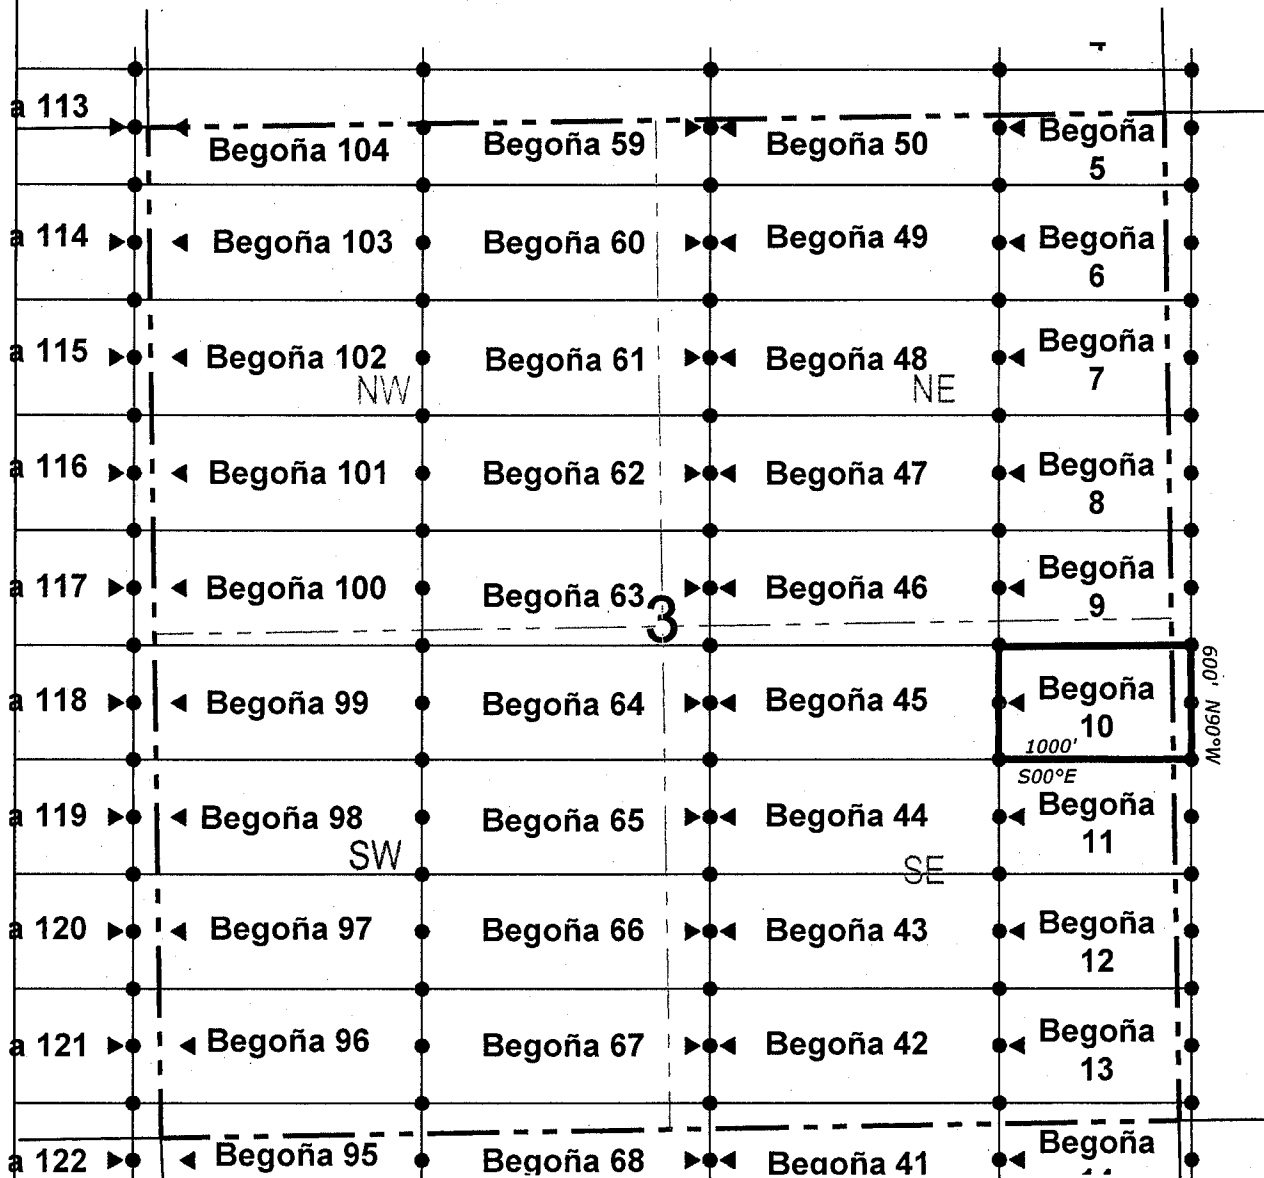 a 113
Begoña 104
Begoña 59
Begoña 50
Begoña
5
a 114
Begoña 103
Begoña 60
Begoña 49
Begoña
6
a 115
Begoña 102
Begoña 61
Begoña 48
Begoña
7
NW
NE
a 116
Begoña 101
Begoña 62
Begoña 47
Begoña
8
a 117
Begoña 100
Begoña 63
Begoña 46
Begoña
9
3
a 118
Begoña 99
Begoña 64
Begoña 45
Begoña
10
1000'
S00°E
600' N90°W
a 119
Begoña 98
Begoña 65
Begoña 44
Begoña
11
SW
SE
a 120
Begoña 97
Begoña 66
Begoña 43
Begoña
12
a 121
Begoña 96
Begoña 67
Begoña 42
Begoña
13
a 122
Begoña 95
Begoña 68
Begoña 41
Begoña